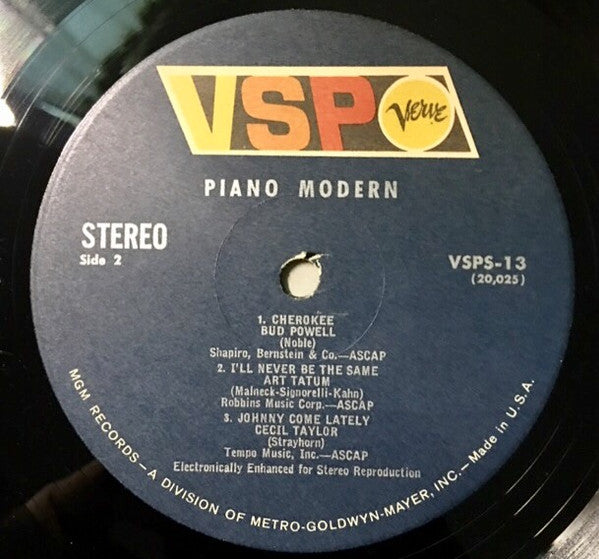 VSP Verve
PIANO MODERN
STEREO
Side 2
VSPS-13
(20,025)
1. CHEROKEE
BUD POWELL
(Noble)
Shapiro, Bernstein & Co.—ASCAP
2. I'LL NEVER BE THE SAME
ART TATUM
(Malneck-Signorelli-Kahn)
Robbins Music Corp.—ASCAP
3. JOHNNY COME LATELY
CECIL TAYLOR
(Strayhorn)
Tempo Music, Inc.—ASCAP
Electronically Enhanced for Stereo Reproduction
MGM RECORDS—A DIVISION OF METRO-GOLDWYN-MAYER, INC.—Made in U.S.A.